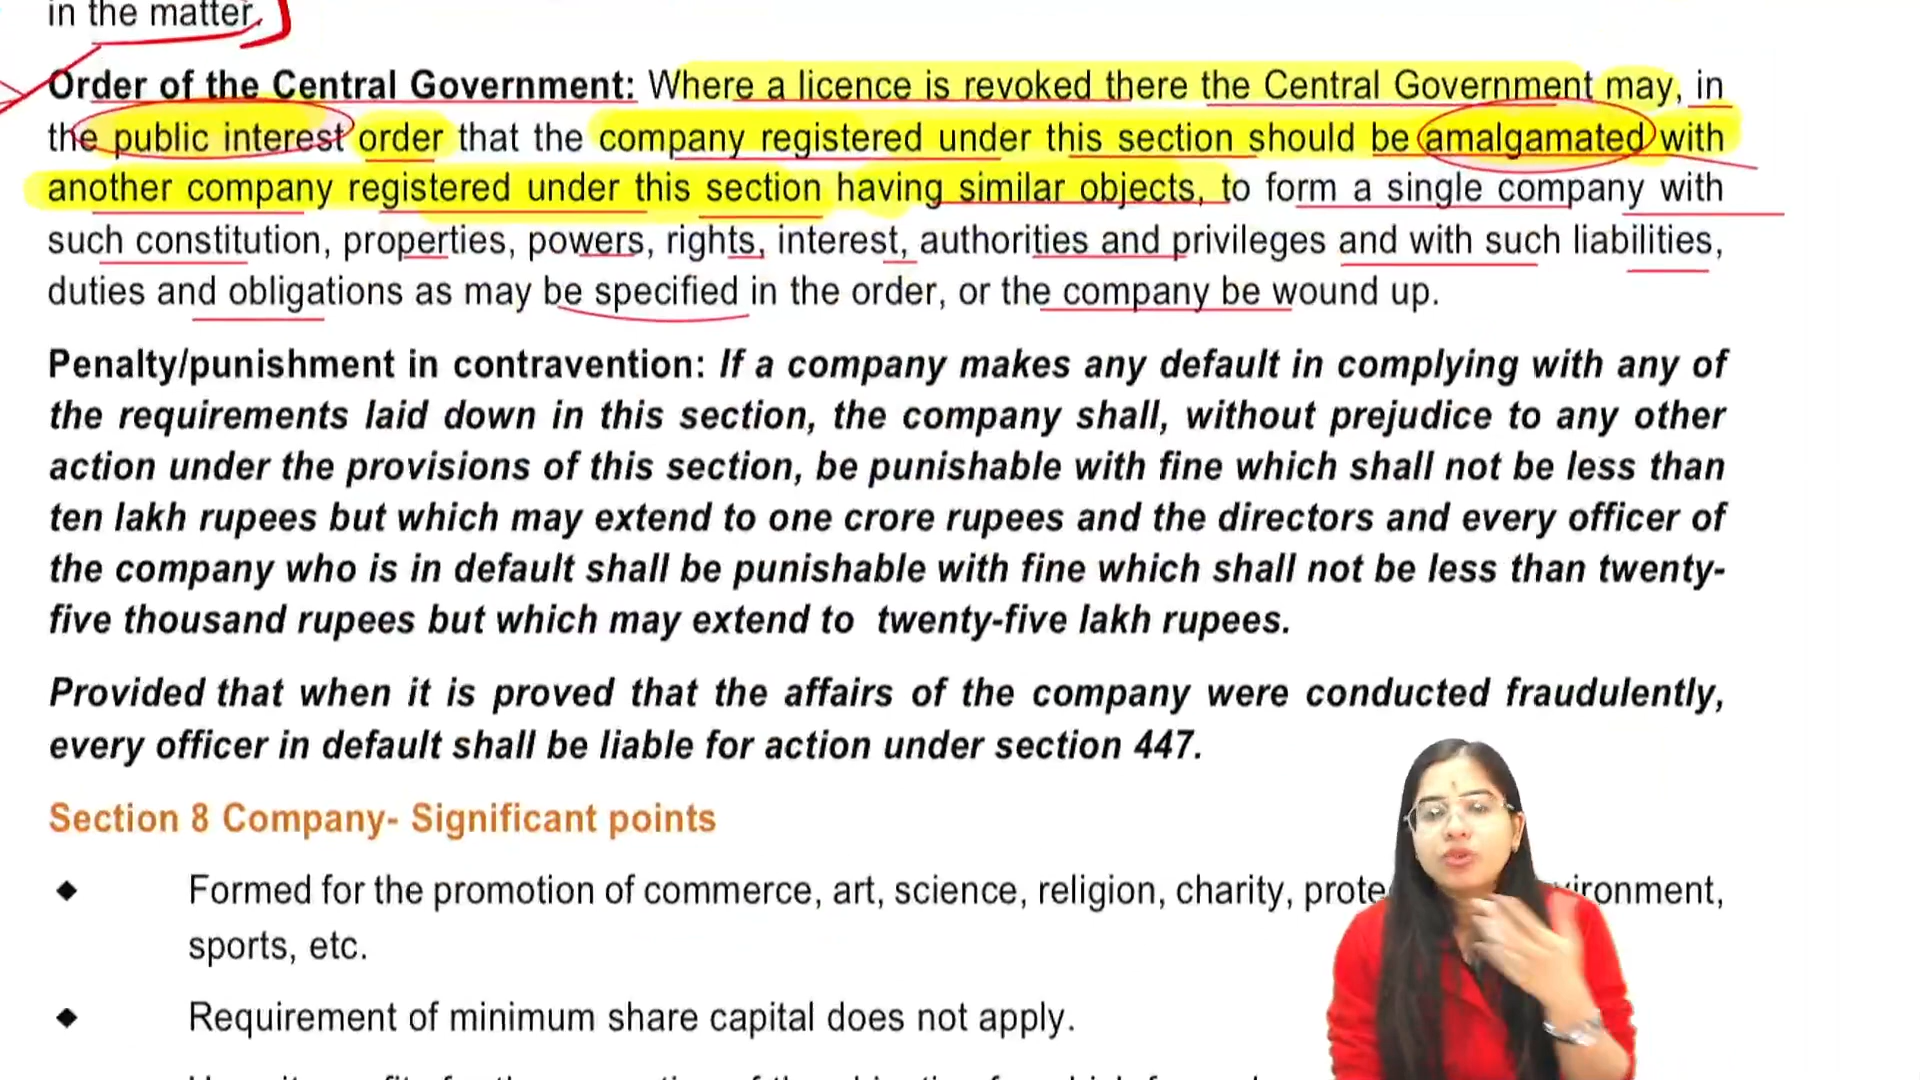 in the matter.
Order of the Central Government: Where a licence is revoked there the Central Government may, in
the public interest order that the company registered under this section should be amalgamated with
another company registered under this section having similar objects, to form a single company with
such constitution, properties, powers, rights, interest, authorities and privileges and with such liabilities,
duties and obligations as may be specified in the order, or the company be wound up.
Penalty/punishment in contravention: If a company makes any default in complying with any of
the requirements laid down in this section, the company shall, without prejudice to any other
action under the provisions of this section, be punishable with fine which shall not be less than
ten lakh rupees but which may extend to one crore rupees and the directors and every officer of
the company who is in default shall be punishable with fine which shall not be less than twenty-
five thousand rupees but which may extend to twenty-five lakh rupees.
Provided that when it is proved that the affairs of the company were conducted fraudulently,
every officer in default shall be liable for action under section 447.
Section 8 Company- Significant points
◆ Formed for the promotion of commerce, art, science, religion, charity,
sports, etc.
◆ Requirement of minimum share capital does not apply.